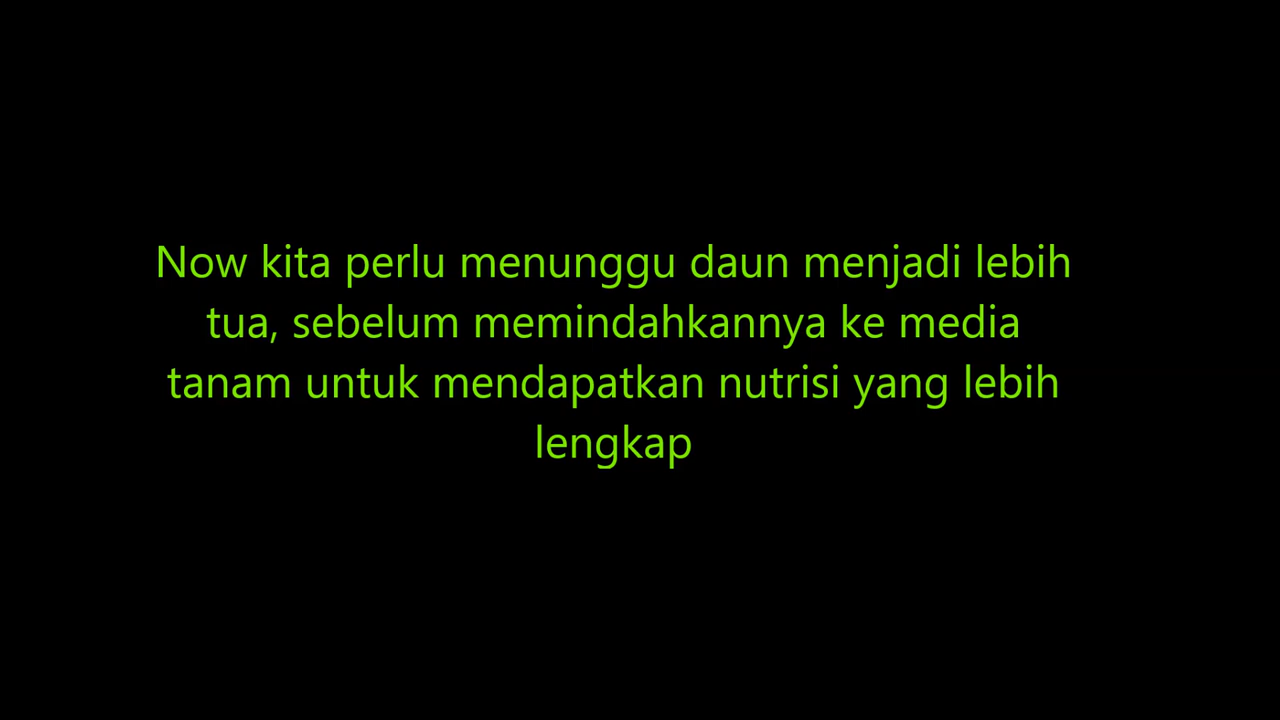 Now kita perlu menunggu daun menjadi lebih
tua, sebelum memindahkannya ke media
tanam untuk mendapatkan nutrisi yang lebih
lengkap